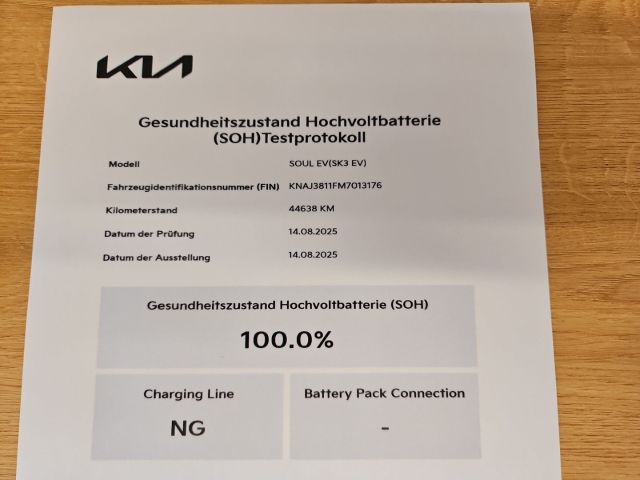 KIA
Gesundheitszustand Hochvoltbatterie
(SOH)Testprotokoll
Modell SOUL EV(SK3 EV)
Fahrzeugidentifikationsnummer (FIN) KNAJ3811FM7013176
Kilometerstand 44638 KM
Datum der Prüfung 14.08.2025
Datum der Ausstellung 14.08.2025
Gesundheitszustand Hochvoltbatterie (SOH)
100.0%
Charging Line Battery Pack Connection
NG -